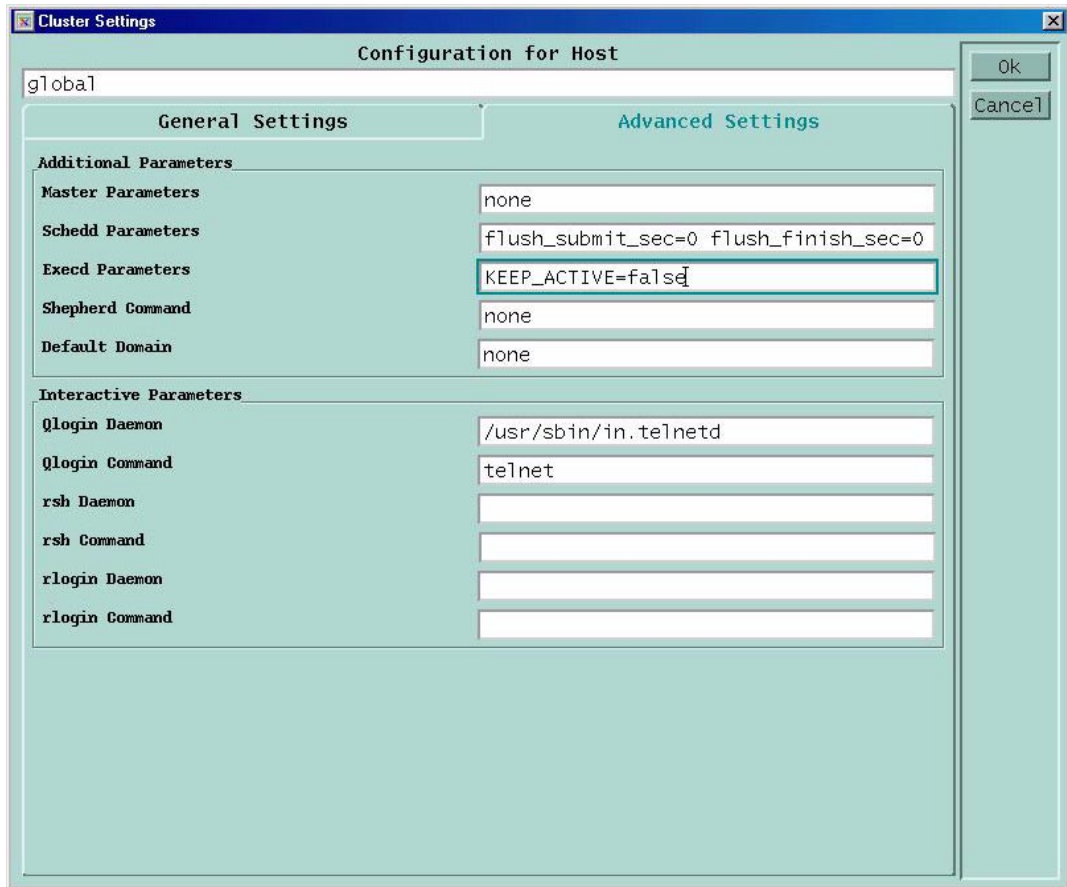 Cluster Settings
Configuration for Host
global
Ok
Cancel
General Settings Advanced Settings
Additional Parameters
Master Parameters none
Schedd Parameters flush_submit_sec=0 flush_finish_sec=0
Execd Parameters KEEP_ACTIVE=false
Shepherd Command none
Default Domain none
Interactive Parameters
Qlogin Daemon /usr/sbin/in.telnetd
Qlogin Command telnet
rsh Daemon
rsh Command
rlogin Daemon
rlogin Command